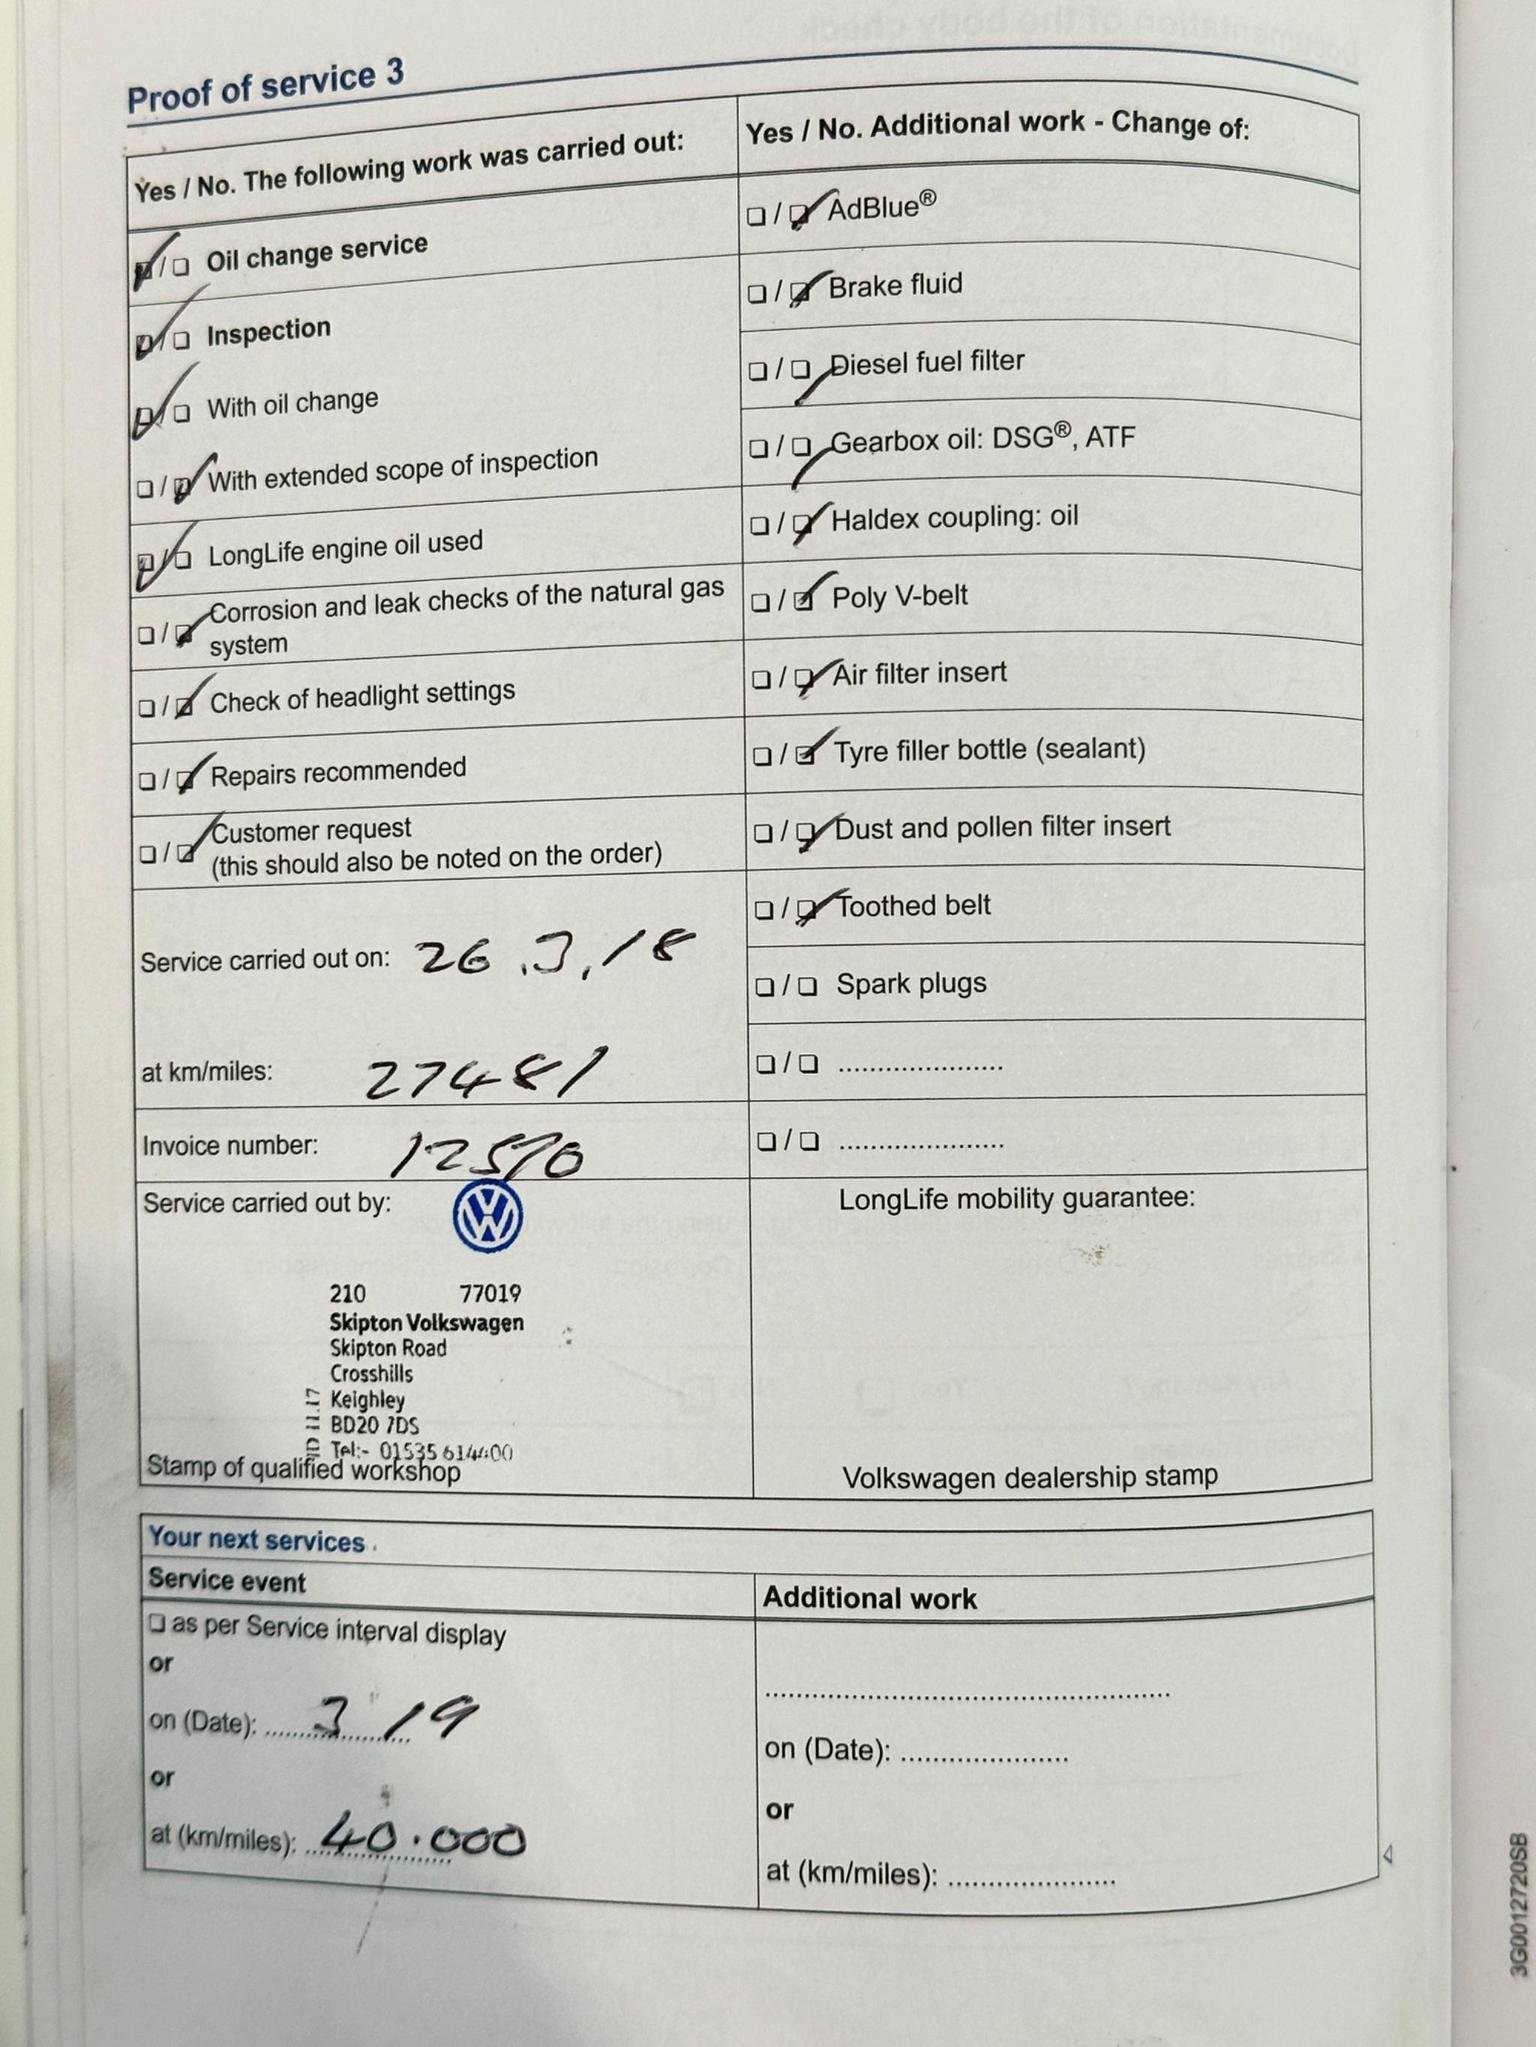 Proof of service 3
Yes / No. The following work was carried out:
❏ / ❏ Oil change service
❏ / ❏ Inspection
❏ / ❏ With oil change
❏ / ❏ With extended scope of inspection
❏ / ❏ LongLife engine oil used
❏ / ❏ Corrosion and leak checks of the natural gas
system
❏ / ❏ Check of headlight settings
❏ / ❏ Repairs recommended
❏ / ❏ Customer request
(this should also be noted on the order)
Service carried out on: 26.3.18
at km/miles: 27481
Invoice number: 12570
Service carried out by:
210 77019
Skipton Volkswagen
Skipton Road
Crosshills
Keighley
BD20 7DS
Tel:- 01535 614400
Stamp of qualified workshop
Yes / No. Additional work - Change of:
❏ / ❏ AdBlue®
❏ / ❏ Brake fluid
❏ / ❏ Diesel fuel filter
❏ / ❏ Gearbox oil: DSG®, ATF
❏ / ❏ Haldex coupling: oil
❏ / ❏ Poly V-belt
❏ / ❏ Air filter insert
❏ / ❏ Tyre filler bottle (sealant)
❏ / ❏ Dust and pollen filter insert
❏ / ❏ Toothed belt
❏ / ❏ Spark plugs
❏ / ❏ .....................
❏ / ❏ .....................
LongLife mobility guarantee:
Volkswagen dealership stamp
Your next services
Service event
❏ as per Service interval display
or
on (Date): 3 19
or
at (km/miles): 40.000
Additional work
on (Date): .....................
or
at (km/miles): .....................
3G0012720SB